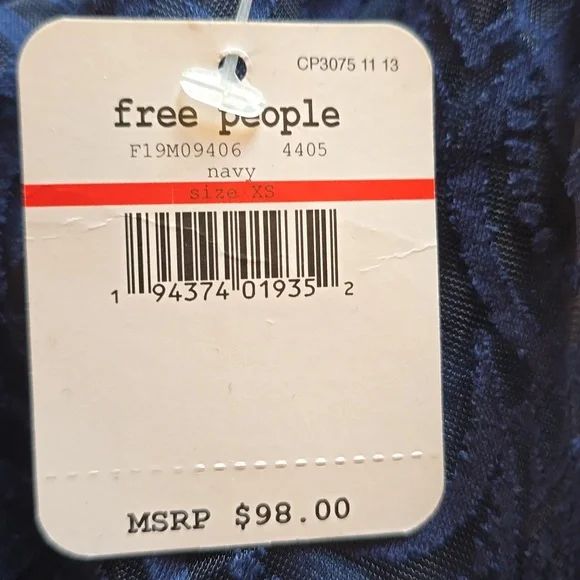 CP3075 11 13
free people
F19M09406 4405
navy
size XS
1 94374 01935 2
MSRP $98.00